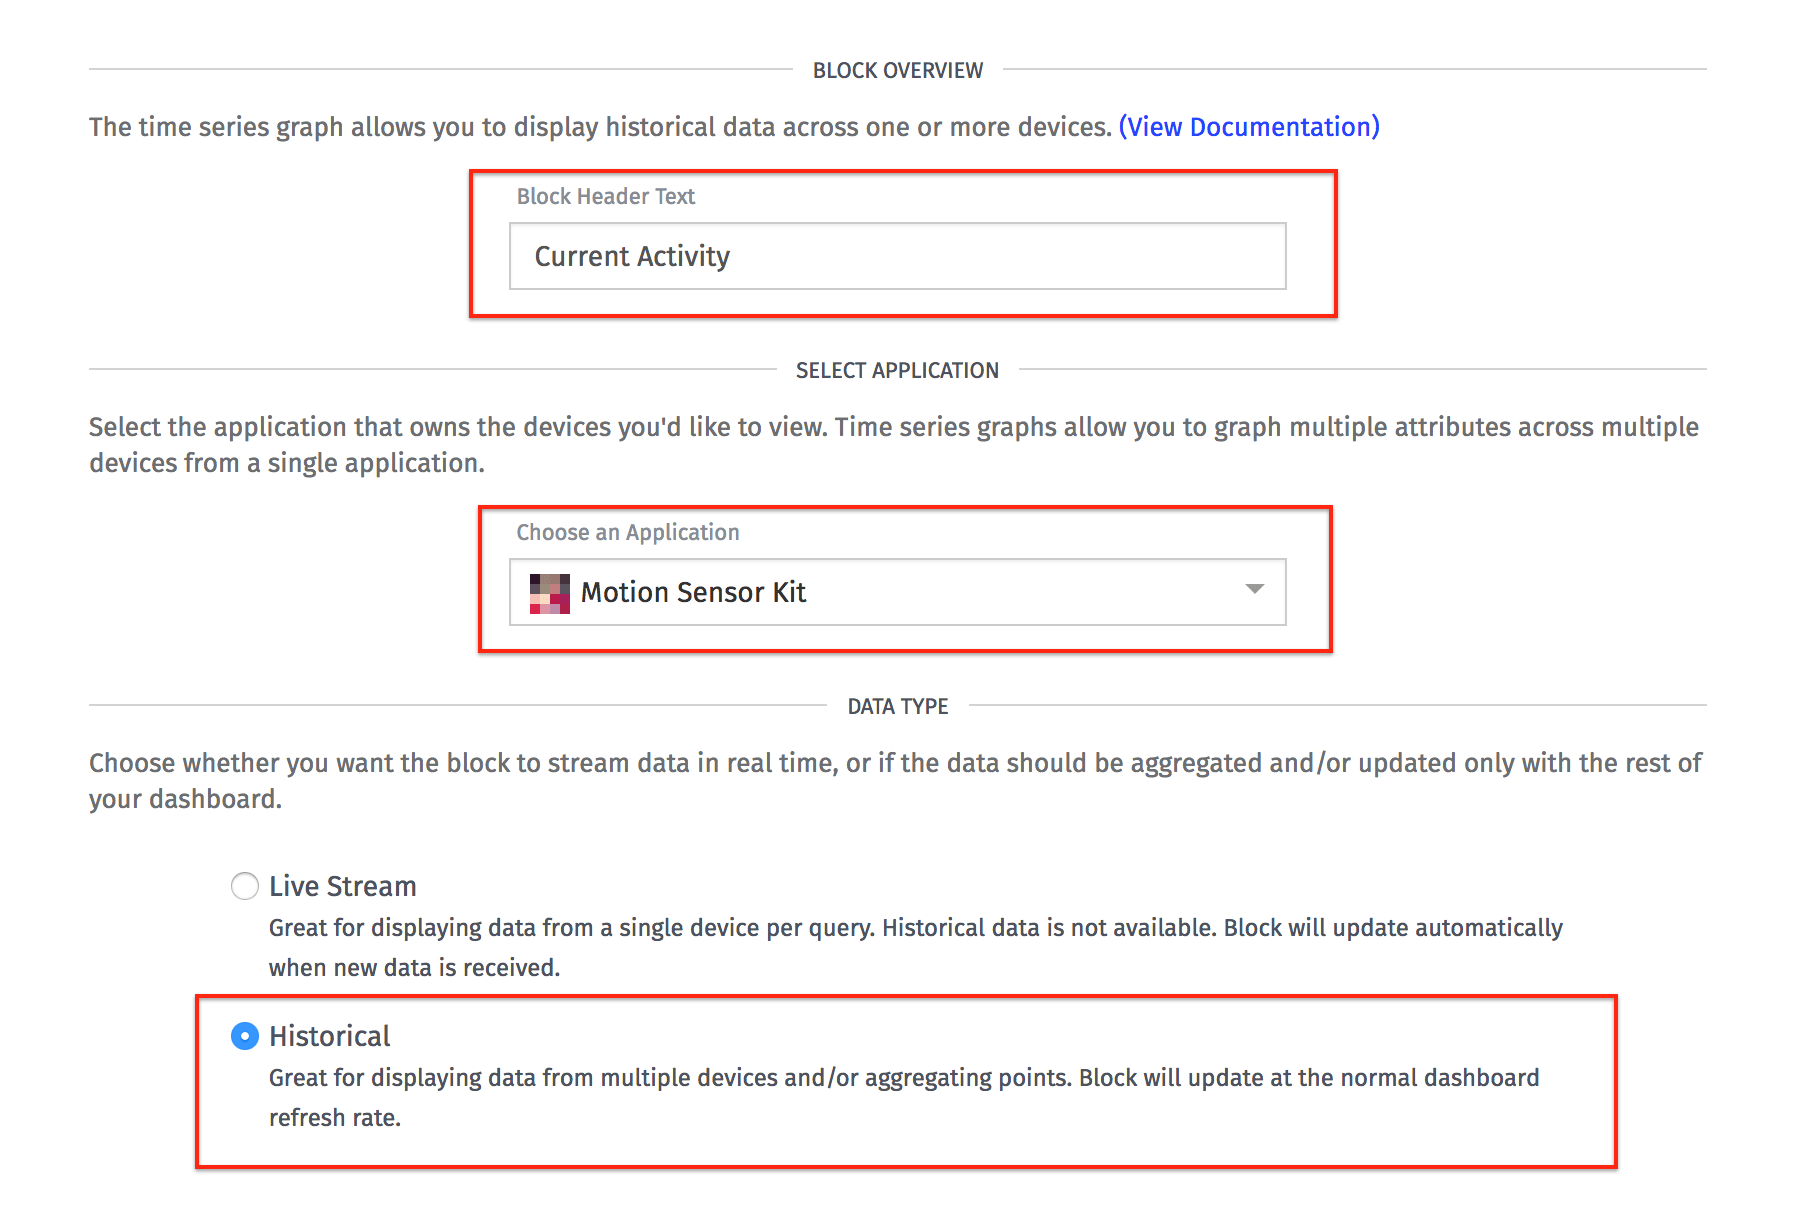 BLOCK OVERVIEW
The time series graph allows you to display historical data across one or more devices. (View Documentation)
Block Header Text
Current Activity
SELECT APPLICATION
Select the application that owns the devices you'd like to view. Time series graphs allow you to graph multiple attributes across multiple
devices from a single application.
Choose an Application
Motion Sensor Kit
DATA TYPE
Choose whether you want the block to stream data in real time, or if the data should be aggregated and/or updated only with the rest of
your dashboard.
Live Stream
Great for displaying data from a single device per query. Historical data is not available. Block will update automatically
when new data is received.
Historical
Great for displaying data from multiple devices and/or aggregating points. Block will update at the normal dashboard
refresh rate.